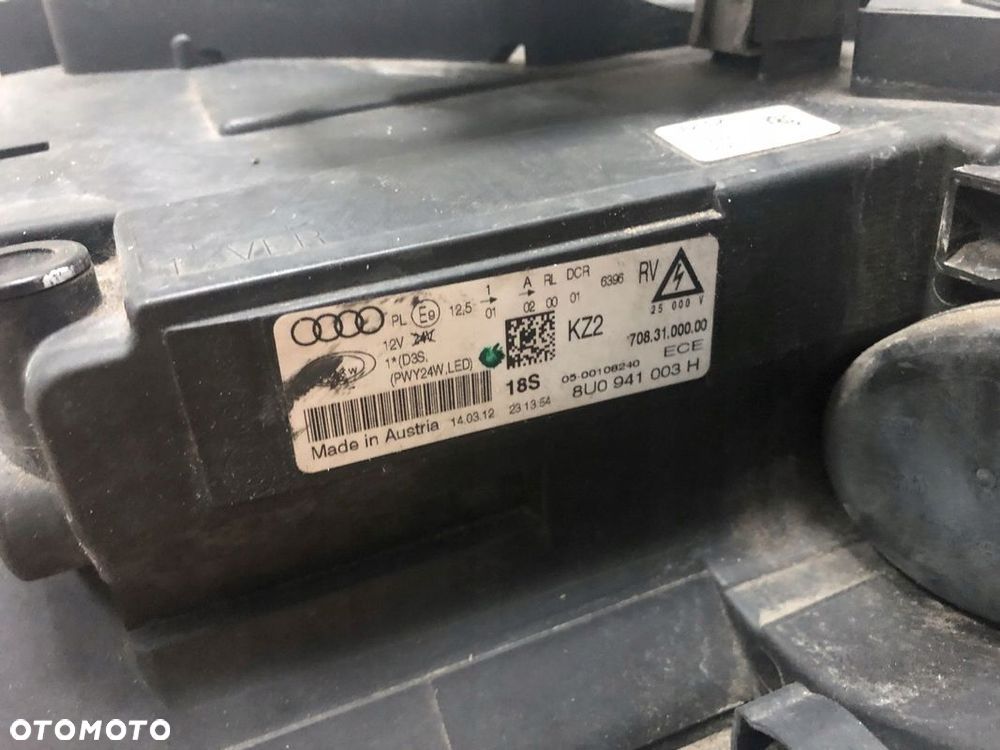 PL E9 12,5 1 01 A 02 RL 00 DCR 01 6396 RV
12V 24V
25 000 V
1*(D3S,
(PWY24W,LED)
KZ2
708.31.000.00
ECE
18S
05-00108240
8U0 941 003 H
Made in Austria 14.03.12 23:13:54
OTOMOTO